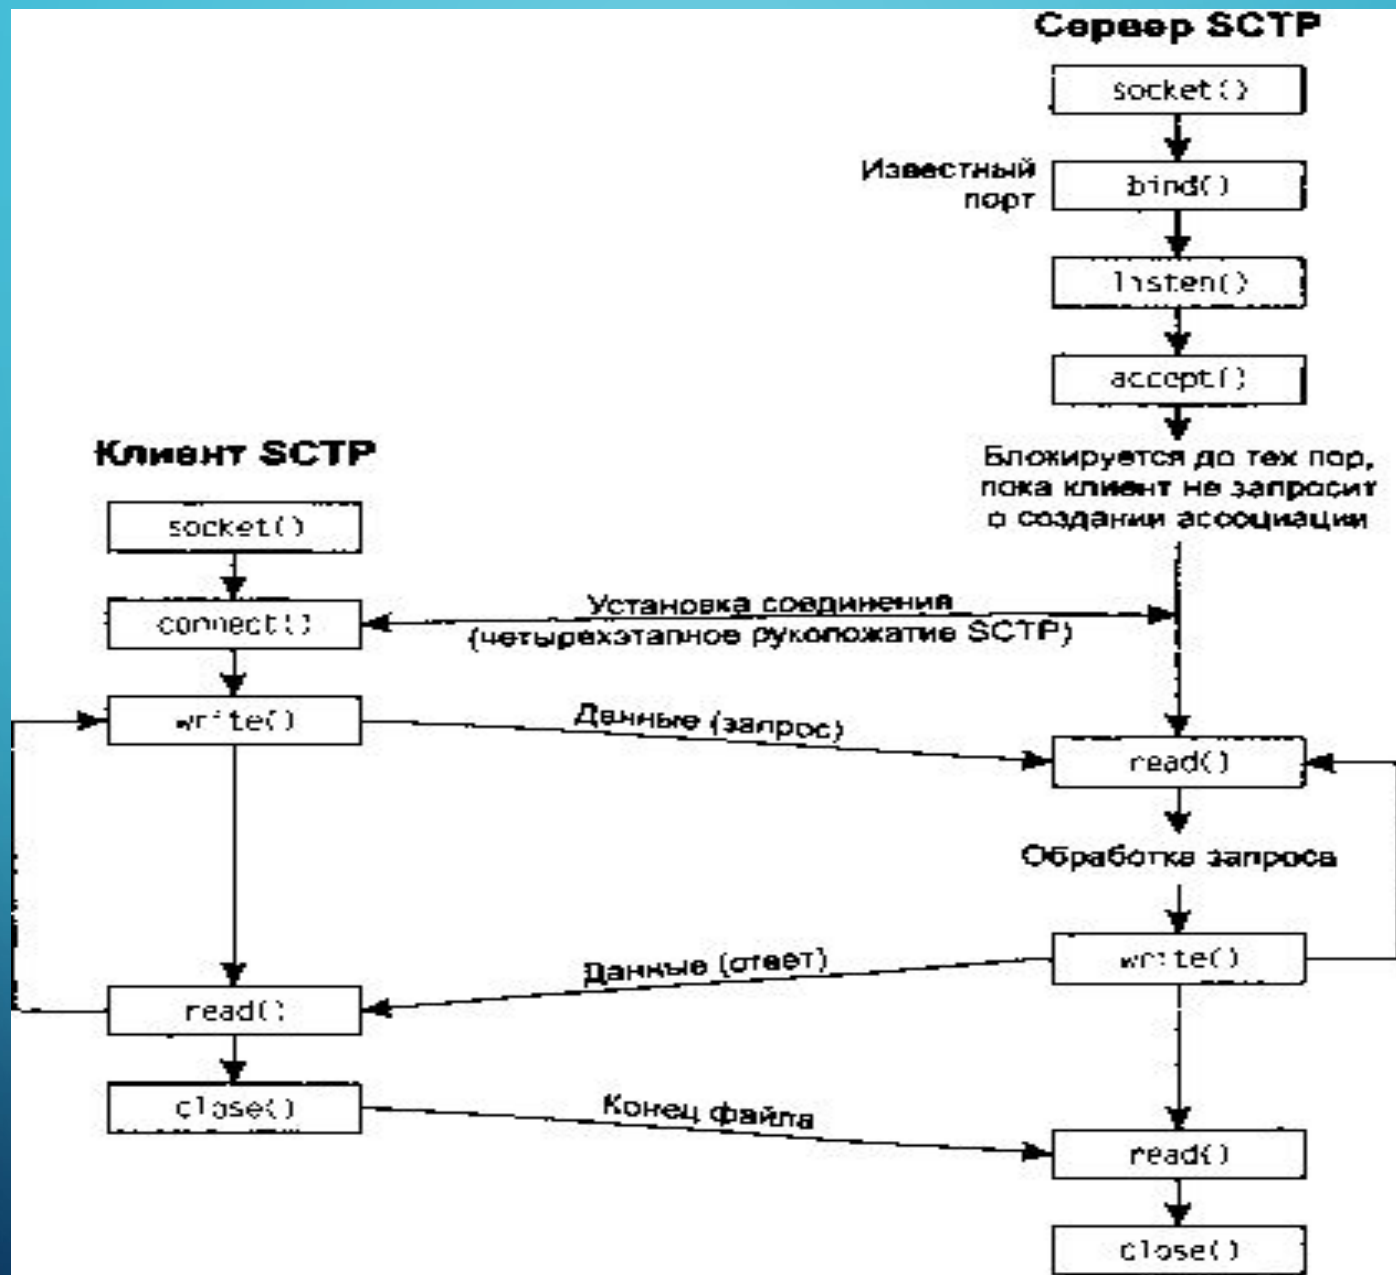 Сервер SCTP
socket()
Известный
порт
bind()
listen()
accept()
Блокируется до тех пор,
пока клиент не запросит
о создании ассоциации
Клиент SCTP
socket()
connect()
Установка соединения
(четырехэтапное рукопожатие SCTP)
write()
Данные (запрос)
read()
Обработка запроса
write()
Данные (ответ)
read()
close()
Конец файла
read()
close()